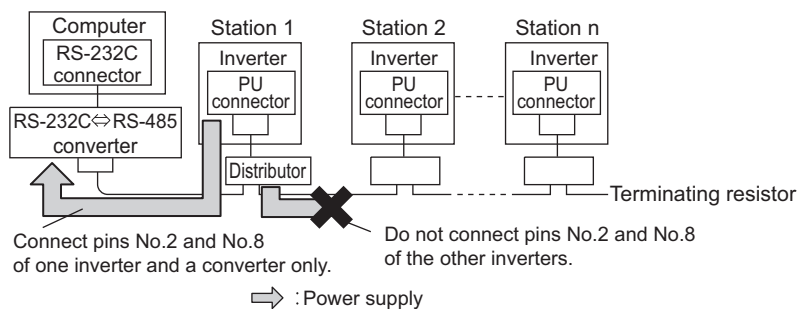 Computer
RS-232C
connector
RS-232C⇔RS-485
converter
Station 1
Inverter
PU
connector
Distributor
Station 2
Inverter
PU
connector
Station n
Inverter
PU
connector
Terminating resistor
Connect pins No.2 and No.8
of one inverter and a converter only.
Do not connect pins No.2 and No.8
of the other inverters.
: Power supply